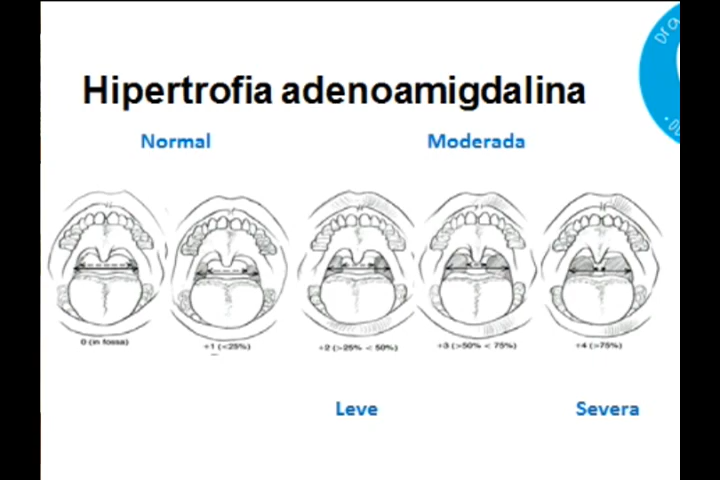 Hipertrofia adenoamigdalina
Normal
Moderada
0 (in fossa)
+1 (<25%)
+2 (>25% < 50%)
+3 (>50% < 75%)
+4 (>75%)
Leve
Severa